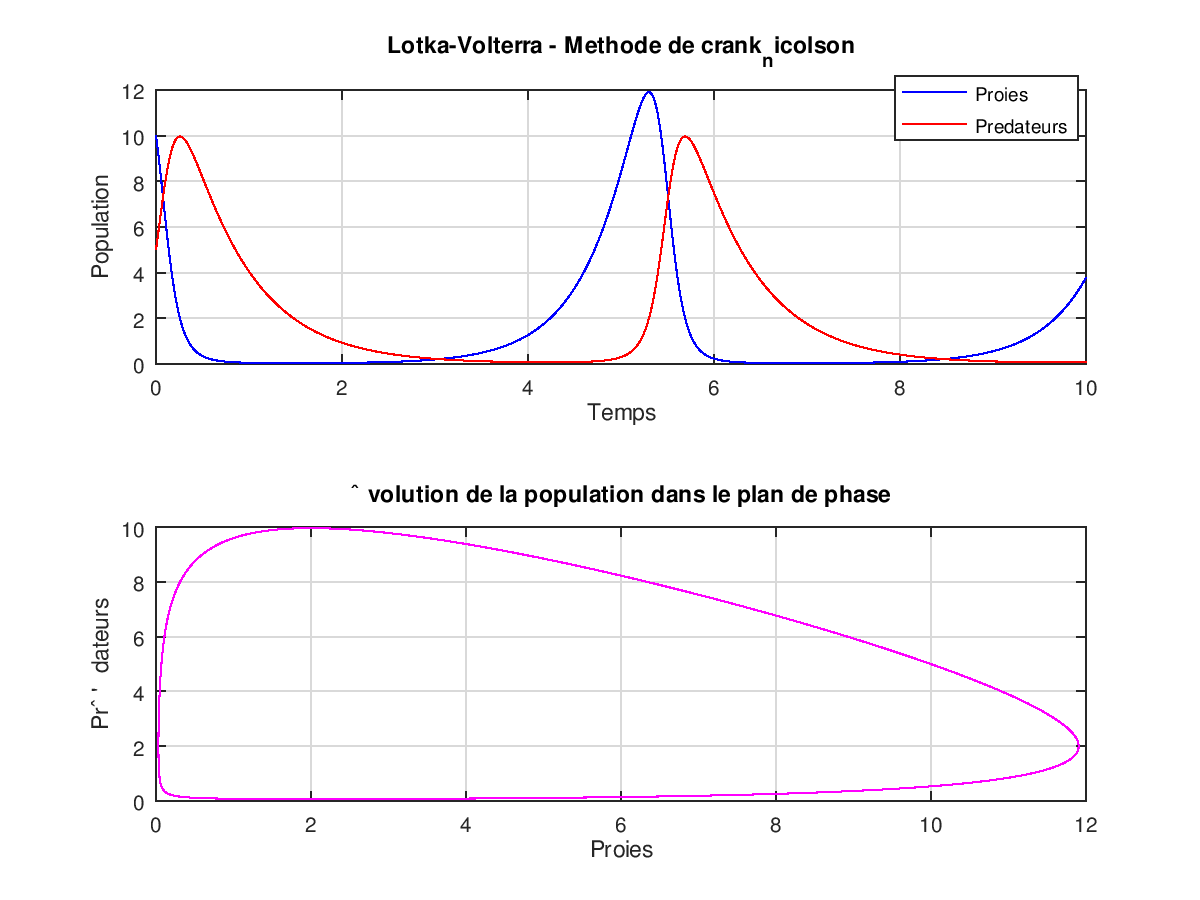 Lotka-Volterra - Methode de crank_nicolson
Proies
Predateurs
12
10
8
6
4
2
0
Population
0 2 4 6 8 10
Temps
ˆ volution de la population dans le plan de phase
10
8
6
4
2
0
Prˆ' dateurs
0 2 4 6 8 10 12
Proies